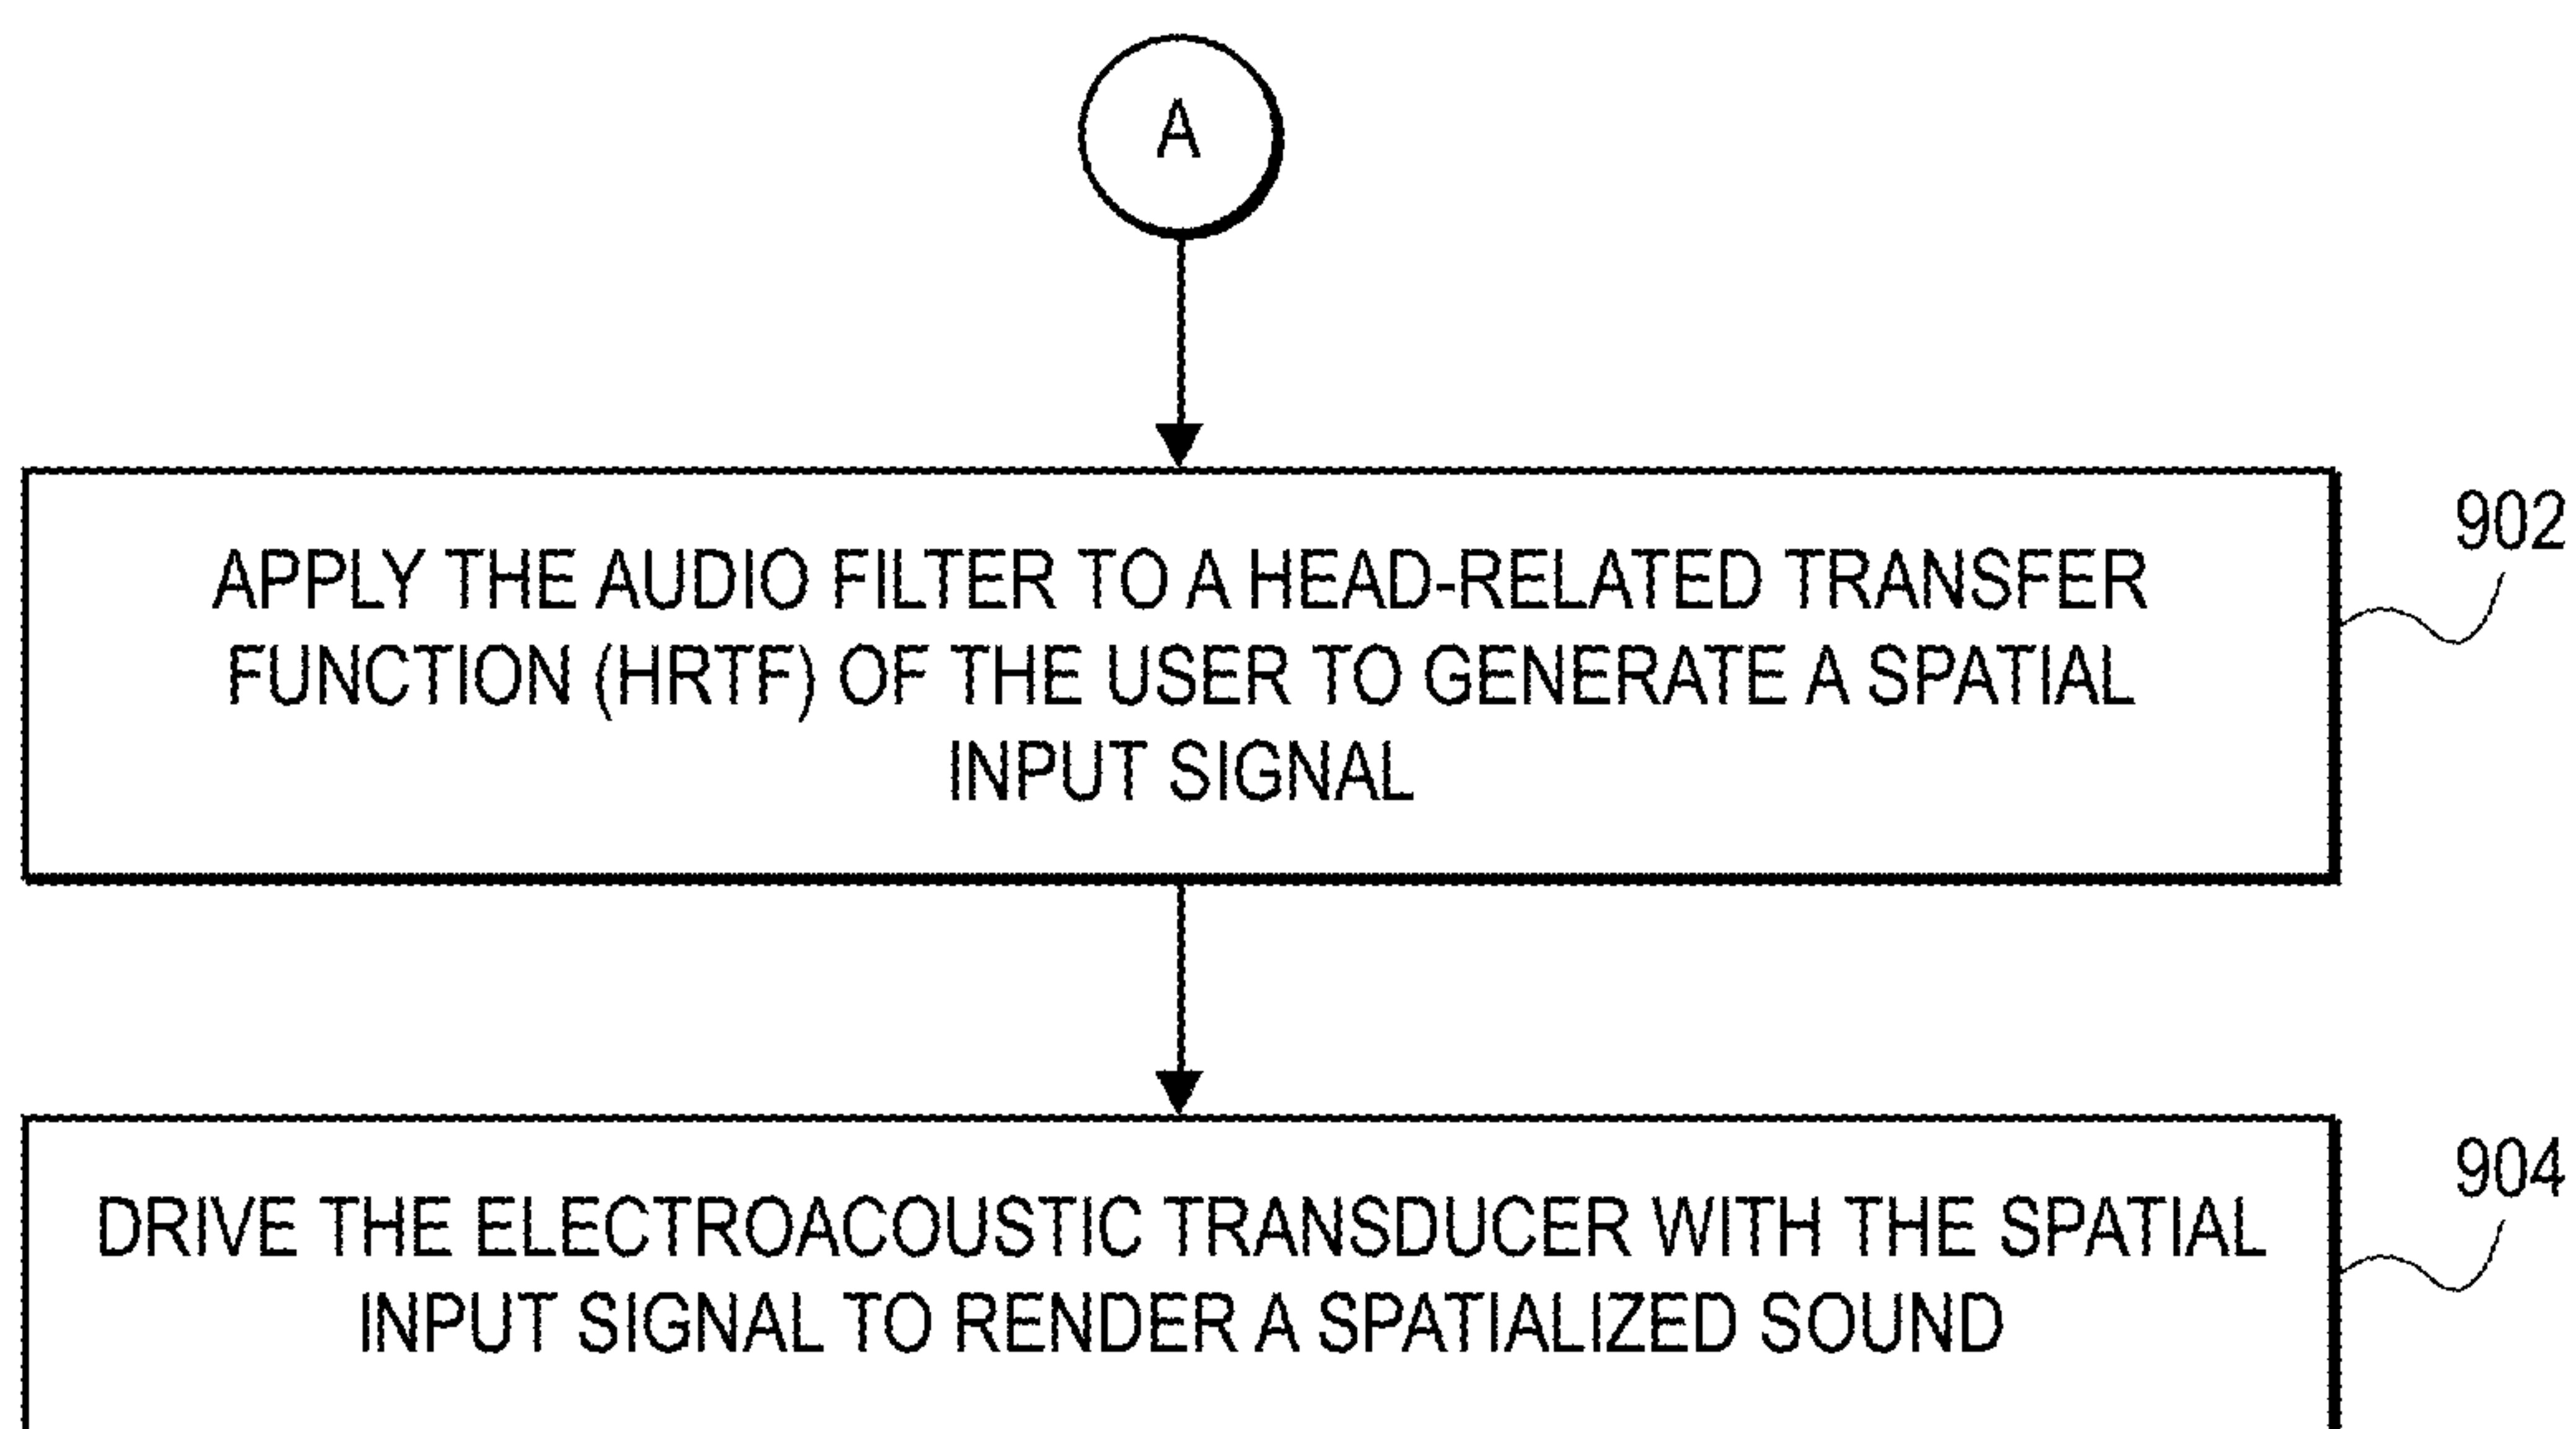 A
902
APPLY THE AUDIO FILTER TO A HEAD-RELATED TRANSFER
FUNCTION (HRTF) OF THE USER TO GENERATE A SPATIAL
INPUT SIGNAL
904
DRIVE THE ELECTROACOUSTIC TRANSDUCER WITH THE SPATIAL
INPUT SIGNAL TO RENDER A SPATIALIZED SOUND